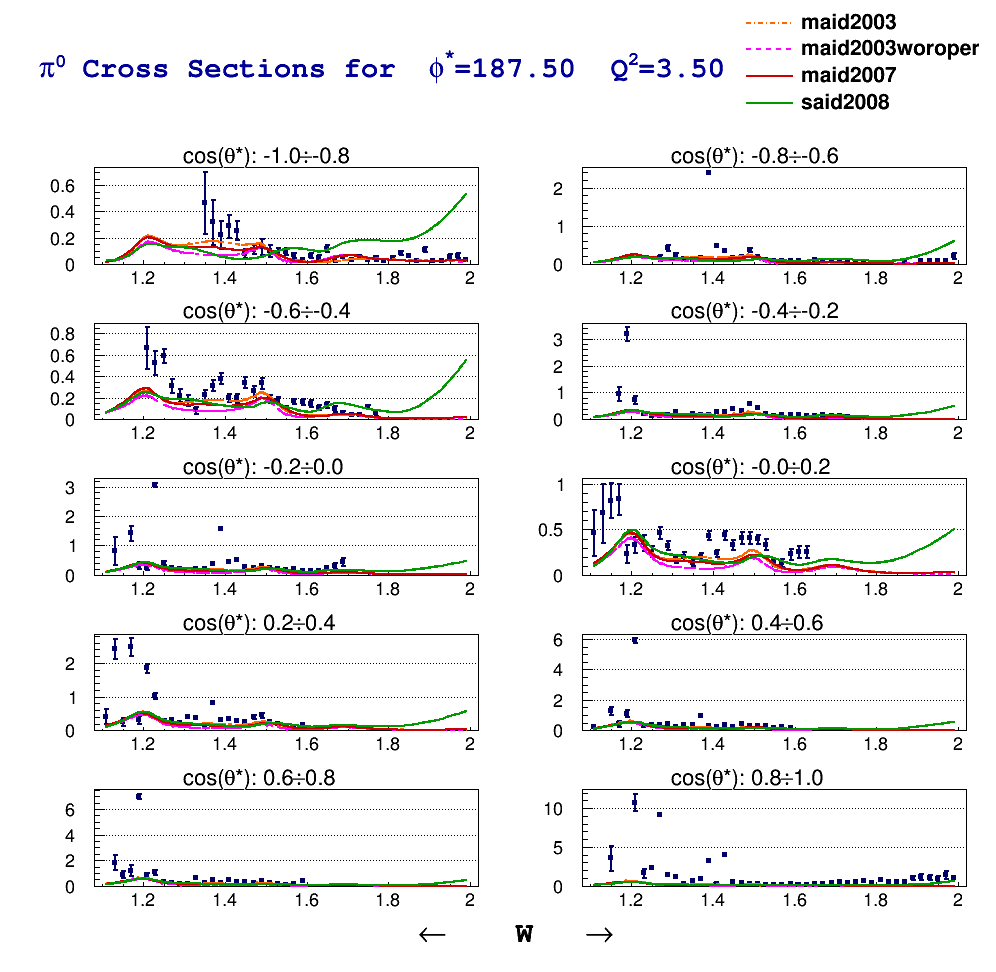 maid2003
maid2003woroper
maid2007
said2008
π⁰ Cross Sections for ϕ*=187.50 Q²=3.50
cos(θ*): -1.0÷-0.8
0.6
0.4
0.2
0
1.2 1.4 1.6 1.8 2
cos(θ*): -0.8÷-0.6
2
1
0
1.2 1.4 1.6 1.8 2
cos(θ*): -0.6÷-0.4
0.8
0.6
0.4
0.2
0
1.2 1.4 1.6 1.8 2
cos(θ*): -0.4÷-0.2
3
2
1
0
1.2 1.4 1.6 1.8 2
cos(θ*): -0.2÷0.0
3
2
1
0
1.2 1.4 1.6 1.8 2
cos(θ*): -0.0÷0.2
1
0.5
0
1.2 1.4 1.6 1.8 2
cos(θ*): 0.2÷0.4
2
1
0
1.2 1.4 1.6 1.8 2
cos(θ*): 0.4÷0.6
6
4
2
0
1.2 1.4 1.6 1.8 2
cos(θ*): 0.6÷0.8
6
4
2
0
1.2 1.4 1.6 1.8 2
cos(θ*): 0.8÷1.0
10
5
0
1.2 1.4 1.6 1.8 2
← W →